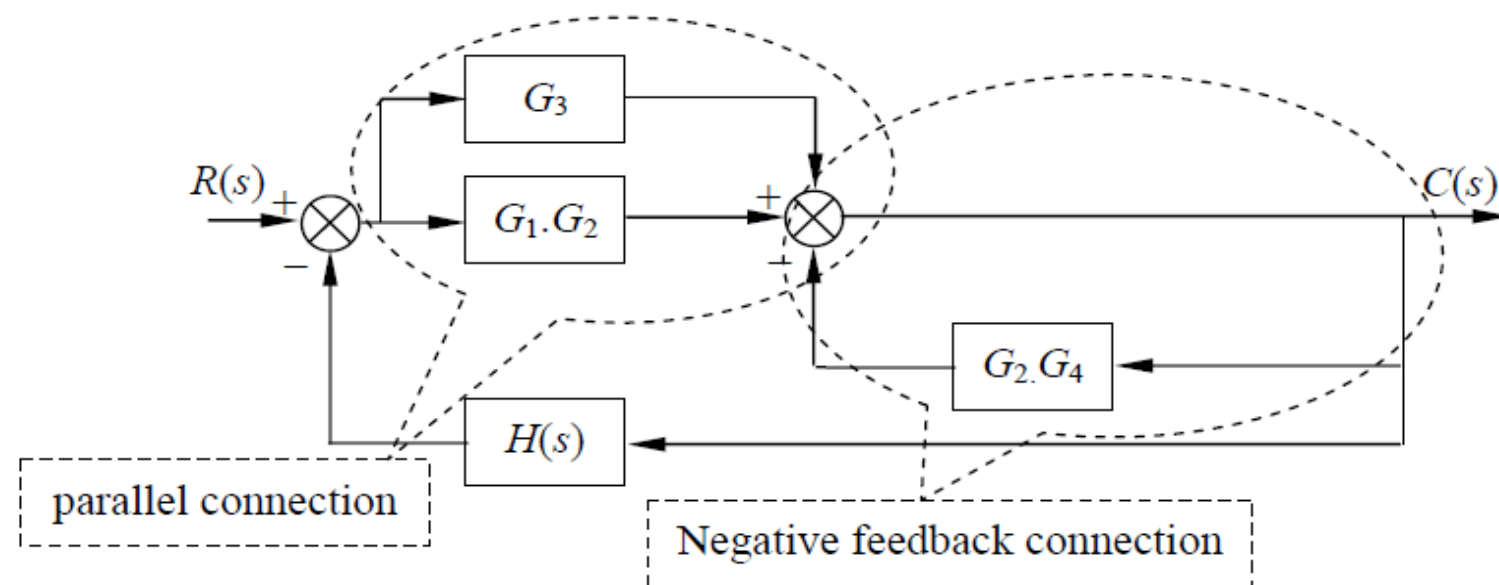 G₃
R(s)
+
G₁.G₂
+
C(s)
−
−
G₂.G₄
H(s)
parallel connection
Negative feedback connection